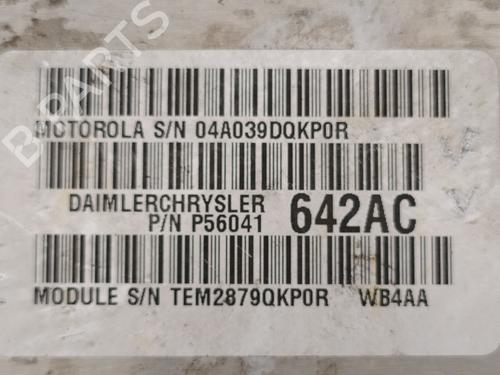 MOTOROLA S/N 04A039DQKP0R
DAIMLERCHRYSLER
P/N P56041 642AC
MODULE S/N TEM2879QKP0R WB4AA
B PARTS